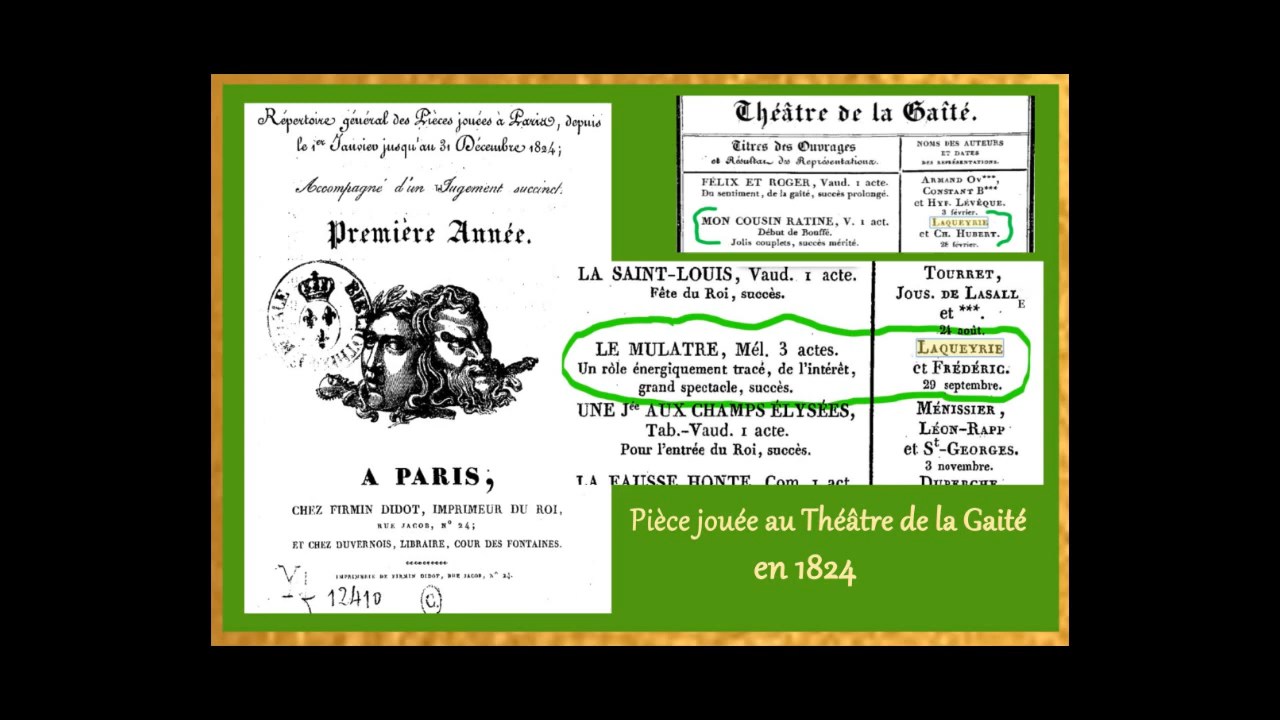 Répertoire général des Pièces jouées à Paris, depuis
le 1er Janvier jusqu'au 31 Décembre 1824;
Accompagné d'un Jugement succinct.
Première Année.
A PARIS,
CHEZ FIRMIN DIDOT, IMPRIMEUR DU ROI,
RUE JACOB, N° 24;
ET CHEZ DUVERNOIS, LIBRAIRE, COUR DES FONTAINES.
IMPRIMERIE DE FIRMIN DIDOT, RUE JACOB, N° 24.
12410
Théâtre de la Gaîté.
Titres des Ouvrages
et Résultat des Représentations.
NOMS DES AUTEURS
ET DATES
DES REPRÉSENTATIONS.
FÉLIX ET ROGER, Vaud. 1 acte.
Du sentiment, de la gaîté, succès prolongé.
ARMAND OV***,
CONSTANT B***
et HYP. LÉVÊQUE.
3 février.
MON COUSIN RATINE, V. 1 act.
Début de Bouffé.
Jolis couplets, succès mérité.
LAQUEYRIE
et CH. HUBERT.
28 février.
LA SAINT-LOUIS, Vaud. 1 acte.
Fête du Roi, succès.
TOURRET,
JOUS. DE LASALLE
et ***.
24 août.
LE MULATRE, Mél. 3 actes.
Un rôle énergiquement tracé, de l'intérêt,
grand spectacle, succès.
LAQUEYRIE
et FRÉDÉRIC.
29 septembre.
UNE Jée AUX CHAMPS ÉLYSÉES,
Tab.-Vaud. 1 acte.
Pour l'entrée du Roi, succès.
MÉNISSIER,
LÉON-RAPP
et St-GEORGES.
3 novembre.
LA FAUSSE HONTE, Com. 1 act.
Pièce jouée au Théâtre de la Gaité
en 1824